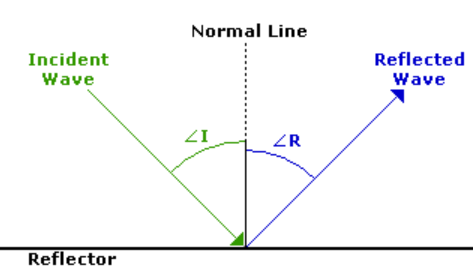 Normal Line
Incident
Wave
Reflected
Wave
∠I
∠R
Reflector